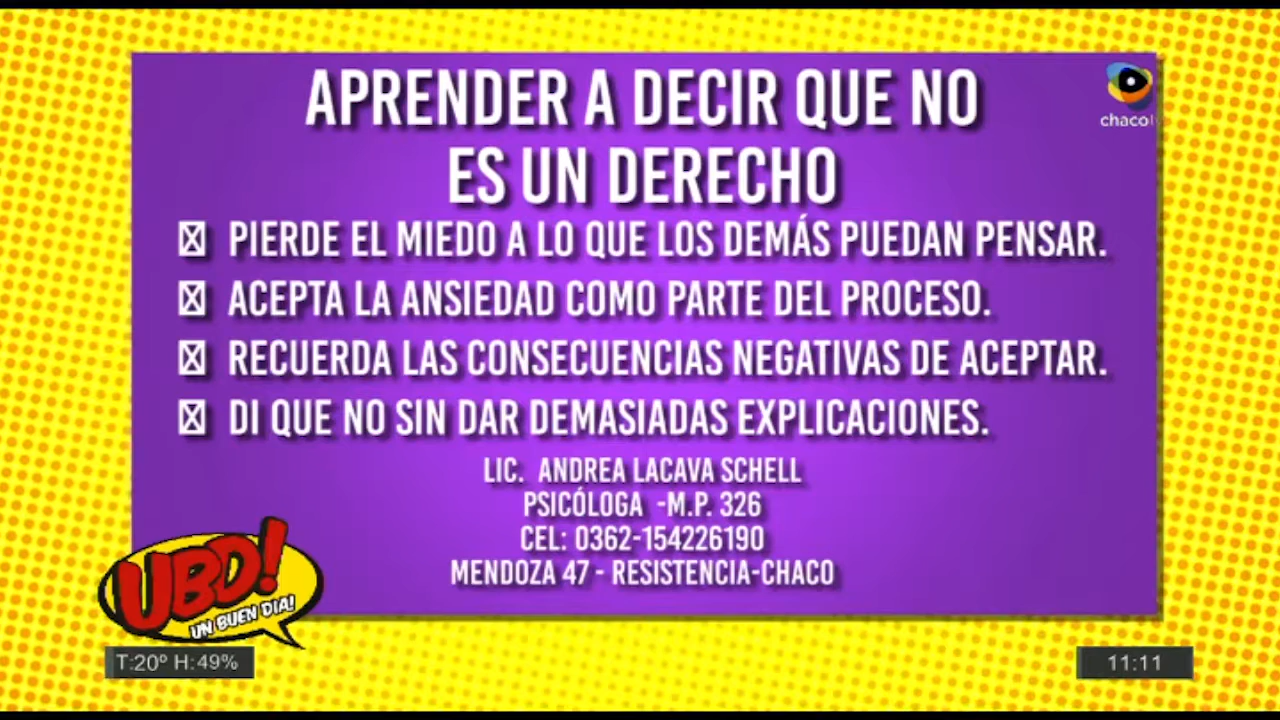 APRENDER A DECIR QUE NO
ES UN DERECHO
PIERDE EL MIEDO A LO QUE LOS DEMÁS PUEDAN PENSAR.
ACEPTA LA ANSIEDAD COMO PARTE DEL PROCESO.
RECUERDA LAS CONSECUENCIAS NEGATIVAS DE ACEPTAR.
DI QUE NO SIN DAR DEMASIADAS EXPLICACIONES.
LIC. ANDREA LACAVA SCHELL
PSICÓLOGA -M.P. 326
CEL: 0362-154226190
MENDOZA 47 - RESISTENCIA-CHACO
chaco
UBD!
UN BUEN DIA!
T:20º H:49%
11:11